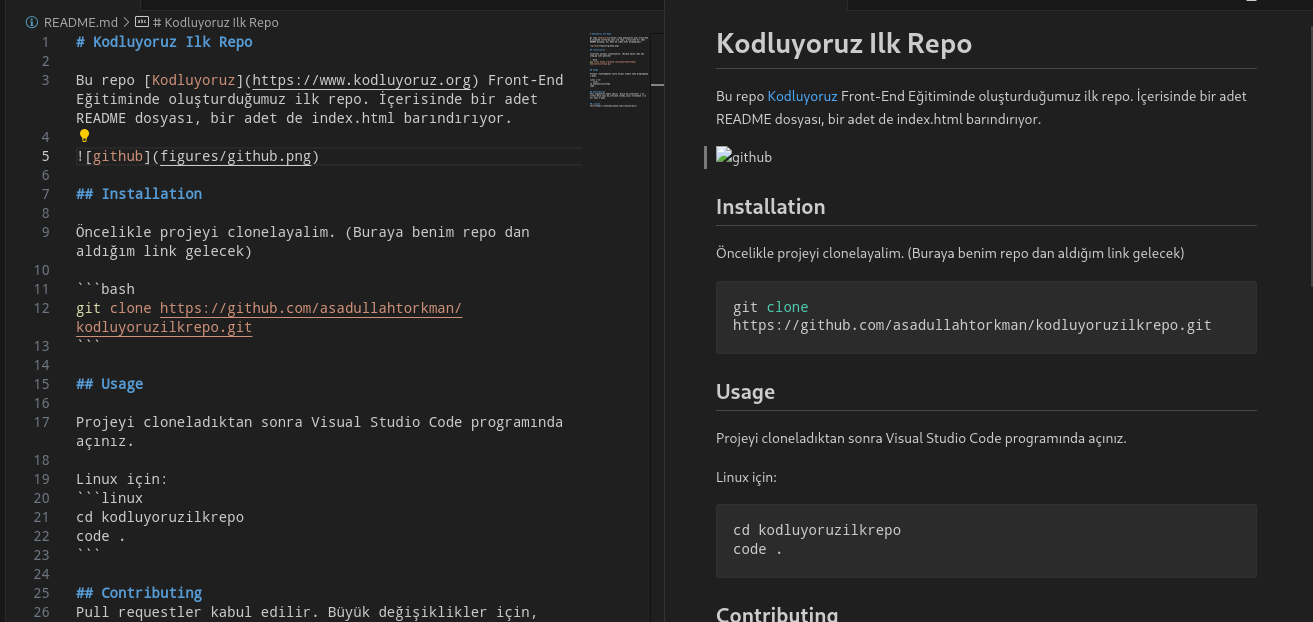 README.md > # Kodluyoruz Ilk Repo
1 # Kodluyoruz Ilk Repo
2
3 Bu repo [Kodluyoruz](https://www.kodluyoruz.org) Front-End
Eğitiminde oluşturduğumuz ilk repo. İçerisinde bir adet
README dosyası, bir adet de index.html barındırıyor.
4
5 ![github](figures/github.png)
6
7 ## Installation
8
9 Öncelikle projeyi clonelayalim. (Buraya benim repo dan
aldığım link gelecek)
10
11 ```bash
12 git clone https://github.com/asadullahtorkman/
kodluyoruzilkrepo.git
13 ```
14
15 ## Usage
16
17 Projeyi cloneladıktan sonra Visual Studio Code programında
açınız.
18
19 Linux için:
20 ```linux
21 cd kodluyoruzilkrepo
22 code .
23 ```
24
25 ## Contributing
26 Pull requestler kabul edilir. Büyük değişiklikler için,
Kodluyoruz Ilk Repo
Bu repo Kodluyoruz Front-End Eğitiminde oluşturduğumuz ilk repo. İçerisinde bir adet
README dosyası, bir adet de index.html barındırıyor.
github
Installation
Öncelikle projeyi clonelayalim. (Buraya benim repo dan aldığım link gelecek)
git clone
https://github.com/asadullahtorkman/kodluyoruzilkrepo.git
Usage
Projeyi cloneladıktan sonra Visual Studio Code programında açınız.
Linux için:
cd kodluyoruzilkrepo
code .
Contributing